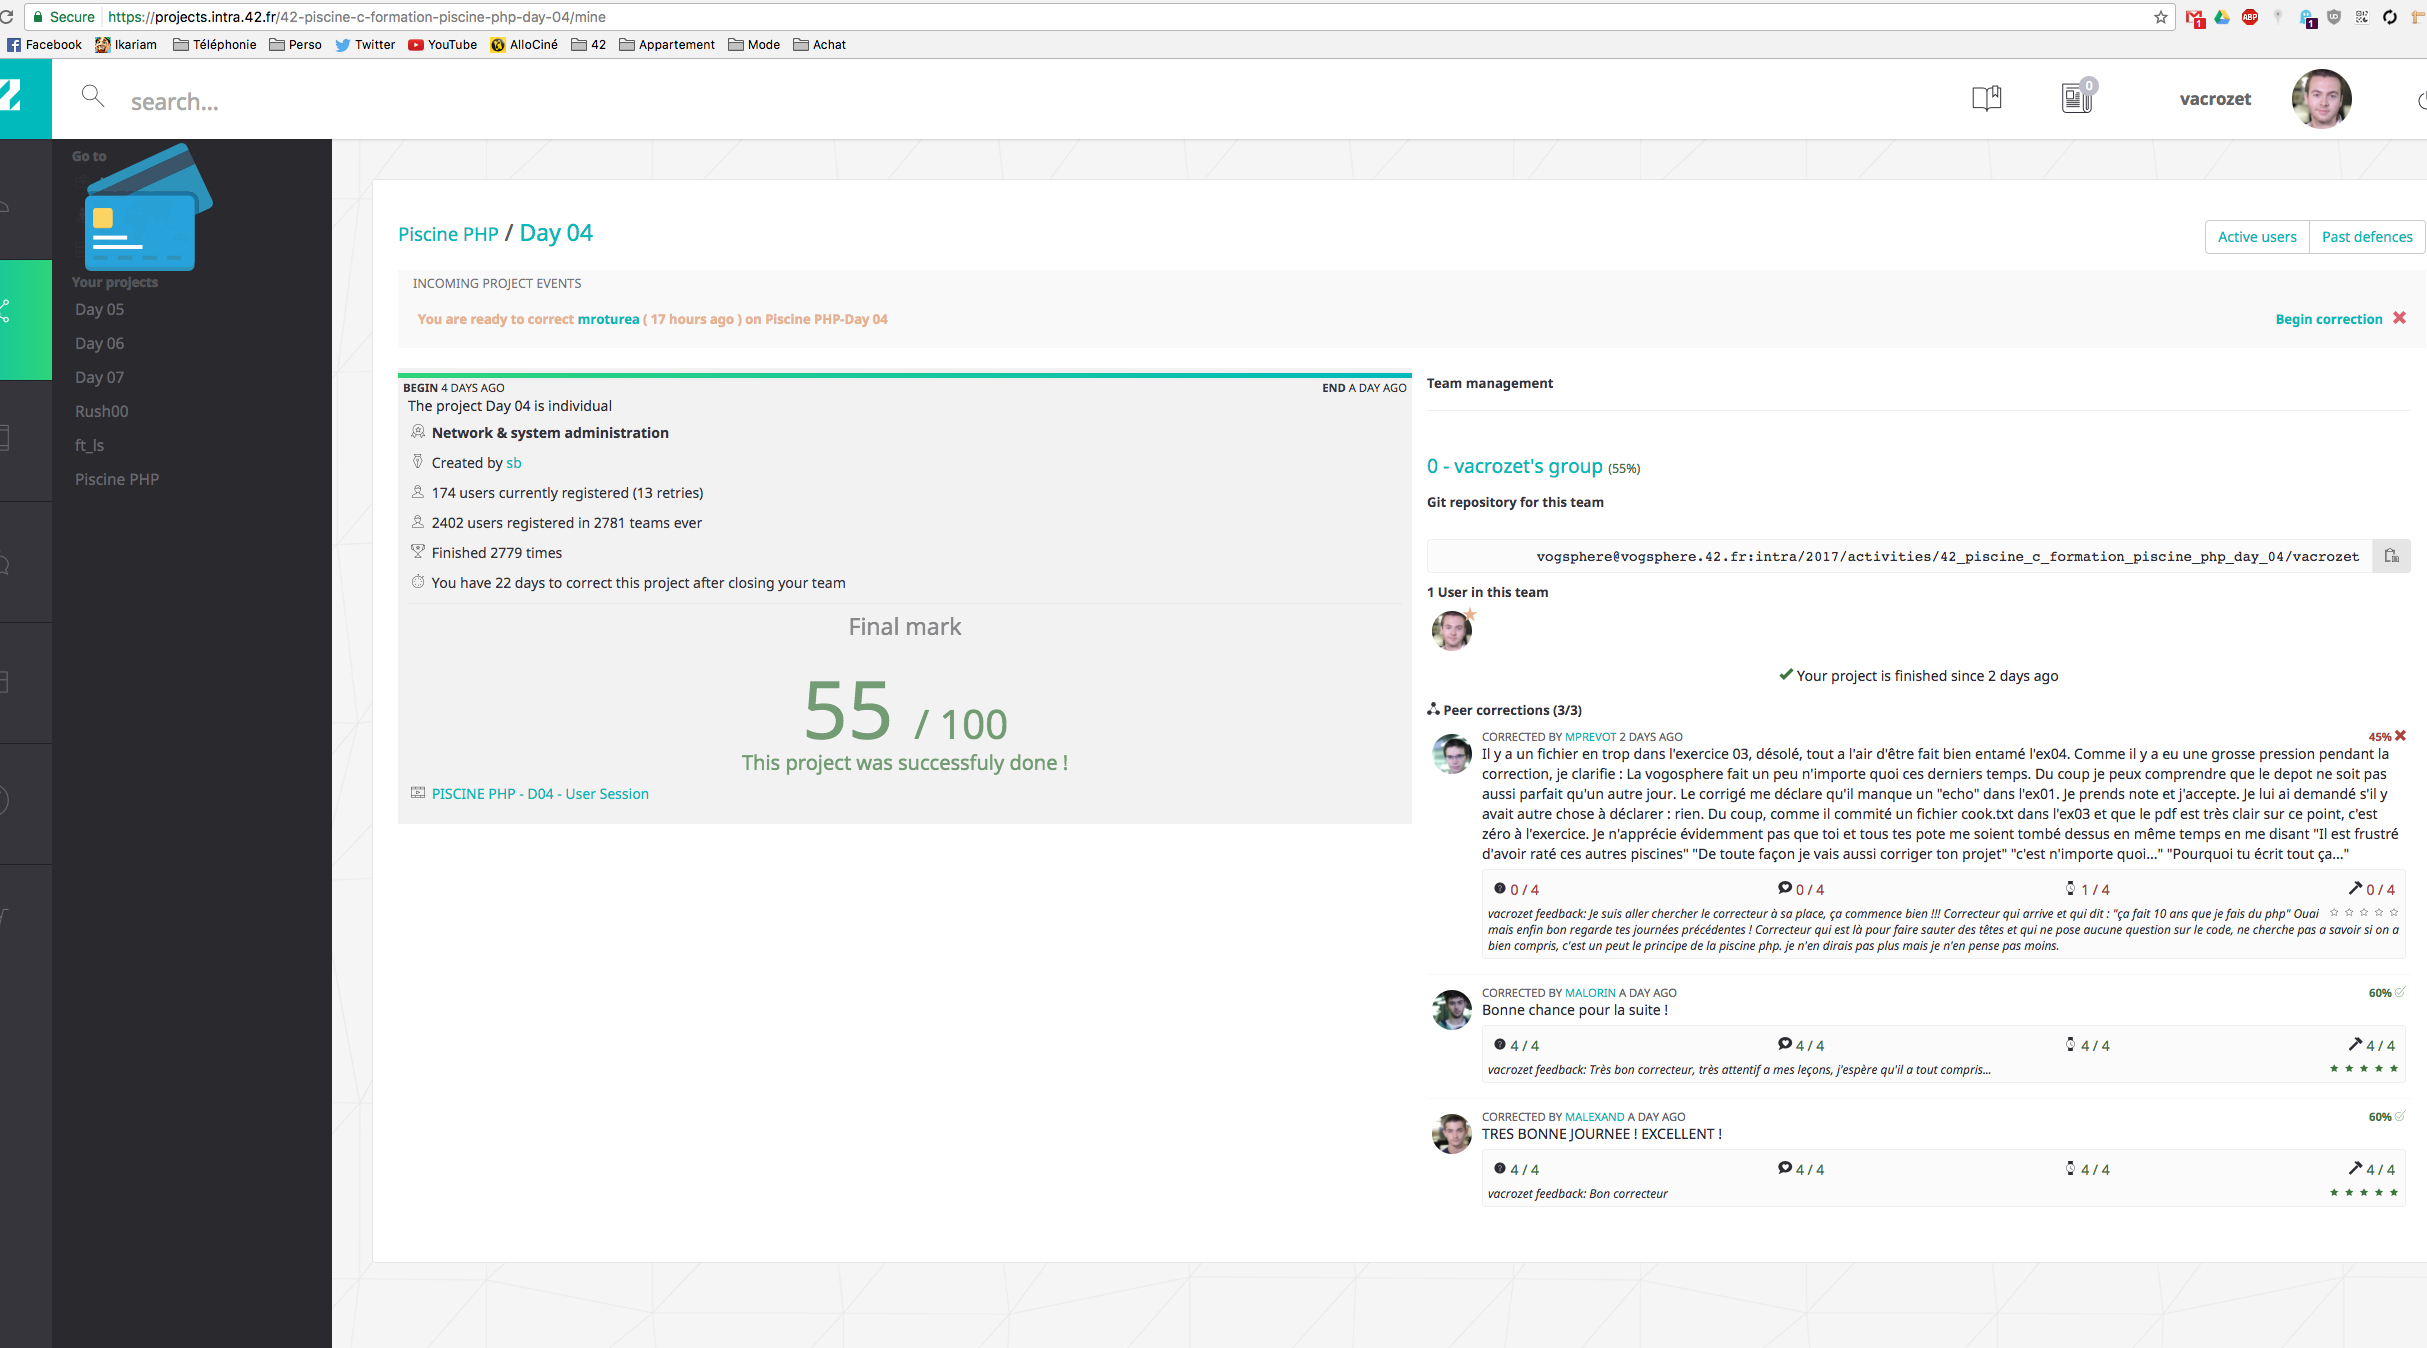 Secure https://projects.intra.42.fr/42-piscine-c-formation-piscine-php-day-04/mine
1 ABP 1
Facebook Ikariam Téléphonie Perso Twitter YouTube AlloCiné 42 Appartement Mode Achat
search...
0
vacrozet
Go to
Your projects
Day 05
Day 06
Day 07
Rush00
ft_ls
Piscine PHP
Piscine PHP / Day 04
Active users Past defences
INCOMING PROJECT EVENTS
You are ready to correct mroturea ( 17 hours ago ) on Piscine PHP-Day 04
Begin correction
BEGIN 4 DAYS AGO END A DAY AGO
The project Day 04 is individual
Network & system administration
Created by sb
174 users currently registered (13 retries)
2402 users registered in 2781 teams ever
Finished 2779 times
You have 22 days to correct this project after closing your team
Final mark
55 / 100
This project was successfuly done !
PISCINE PHP - D04 - User Session
Team management
0 - vacrozet's group (55%)
Git repository for this team
vogsphere@vogsphere.42.fr:intra/2017/activities/42_piscine_c_formation_piscine_php_day_04/vacrozet
1 User in this team
Your project is finished since 2 days ago
Peer corrections (3/3)
CORRECTED BY MPREVOT 2 DAYS AGO 45%
Il y a un fichier en trop dans l'exercice 03, désolé, tout a l'air d'être fait bien entamé l'ex04. Comme il y a eu une grosse pression pendant la
correction, je clarifie : La vogosphere fait un peu n'importe quoi ces derniers temps. Du coup je peux comprendre que le depot ne soit pas
aussi parfait qu'un autre jour. Le corrigé me déclare qu'il manque un "echo" dans l'ex01. Je prends note et j'accepte. Je lui ai demandé s'il y
avait autre chose à déclarer : rien. Du coup, comme il commité un fichier cook.txt dans l'ex03 et que le pdf est très clair sur ce point, c'est
zéro à l'exercice. Je n'apprécie évidemment pas que toi et tous tes pote me soient tombé dessus en même temps en me disant "Il est frustré
d'avoir raté ces autres piscines" "De toute façon je vais aussi corriger ton projet" "c'est n'importe quoi..." "Pourquoi tu écrit tout ça..."
0 / 4 0 / 4 1 / 4 0 / 4
vacrozet feedback: Je suis aller chercher le correcteur à sa place, ça commence bien !!! Correcteur qui arrive et qui dit : "ça fait 10 ans que je fais du php" Ouai
mais enfin bon regarde tes journées précédentes ! Correcteur qui est là pour faire sauter des têtes et qui ne pose aucune question sur le code, ne cherche pas a savoir si on a
bien compris, c'est un peut le principe de la piscine php. je n'en dirais pas plus mais je n'en pense pas moins.
CORRECTED BY MALORIN A DAY AGO 60%
Bonne chance pour la suite !
4 / 4 4 / 4 4 / 4 4 / 4
vacrozet feedback: Très bon correcteur, très attentif a mes leçons, j'espère qu'il a tout compris...
CORRECTED BY MALEXAND A DAY AGO 60%
TRES BONNE JOURNEE ! EXCELLENT !
4 / 4 4 / 4 4 / 4 4 / 4
vacrozet feedback: Bon correcteur